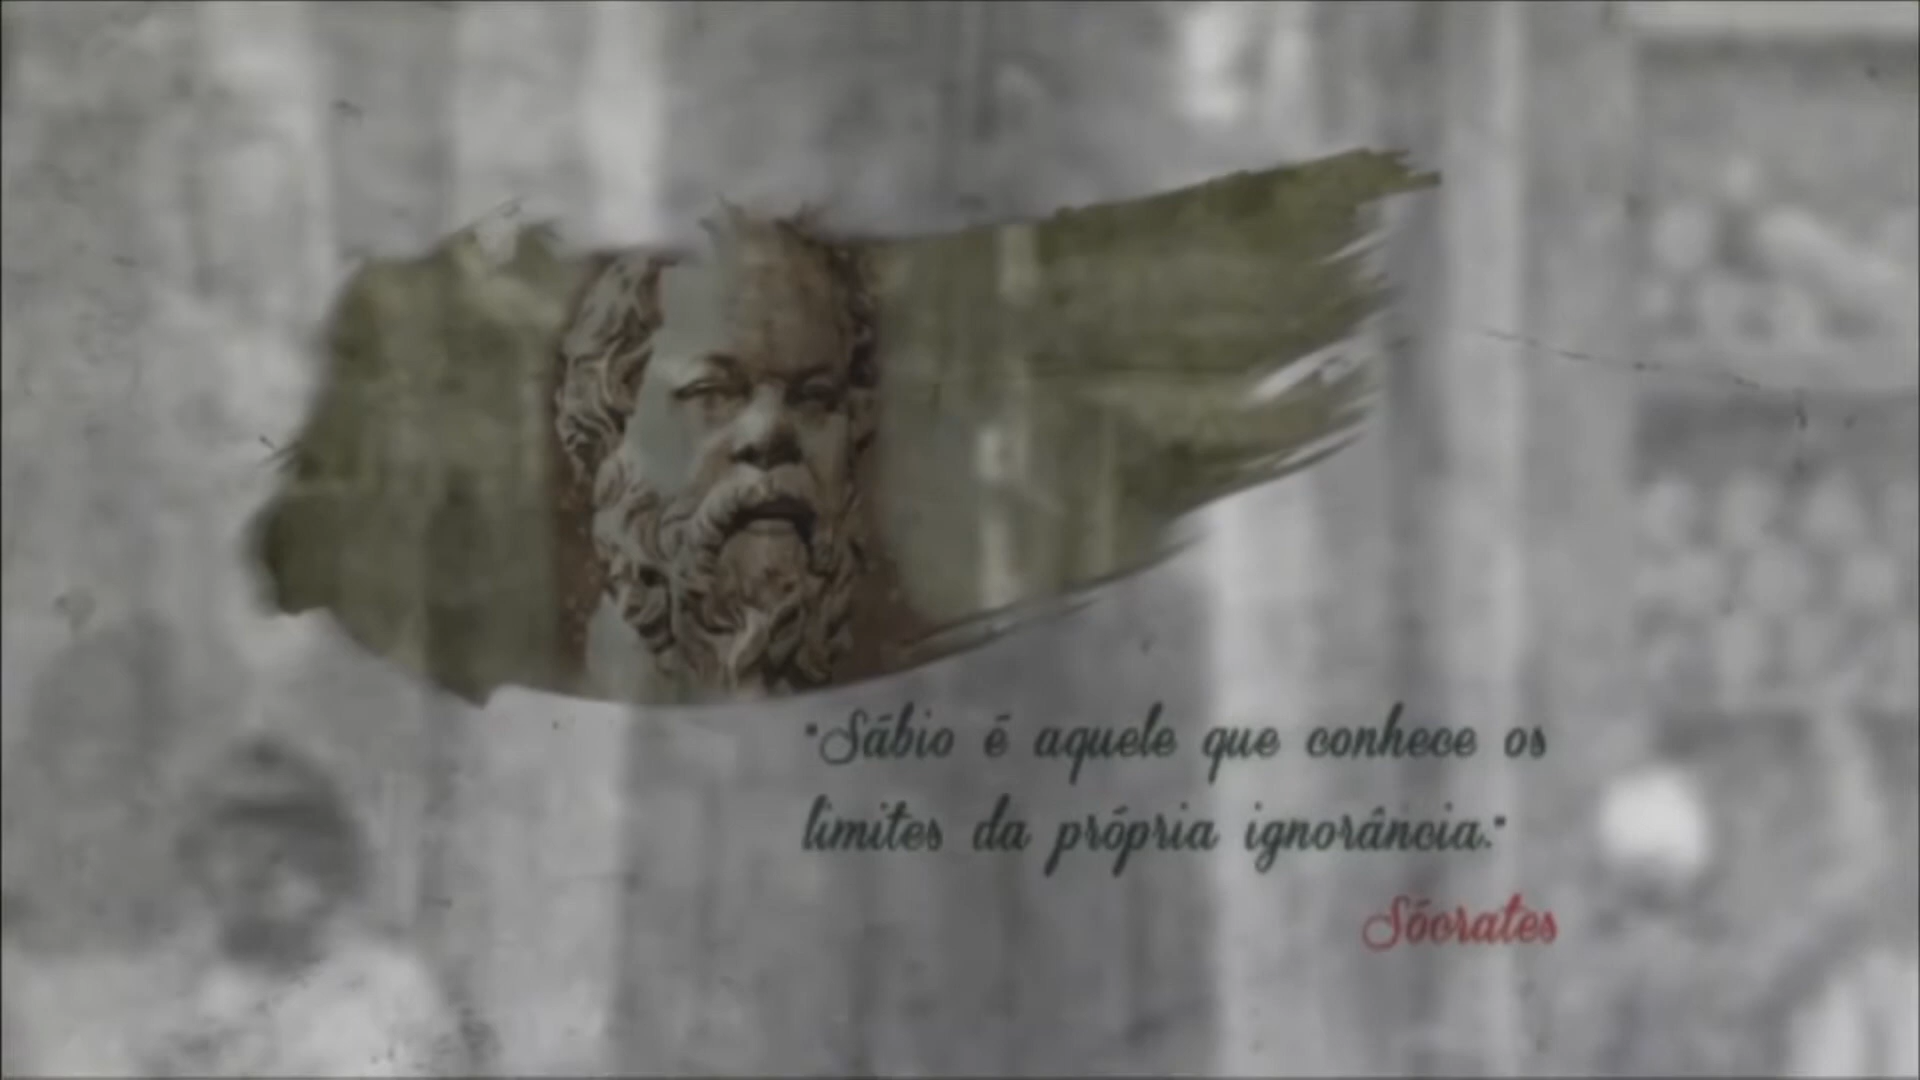 "Sábio é aquele que conhece os
limites da própria ignorância."
Sócrates